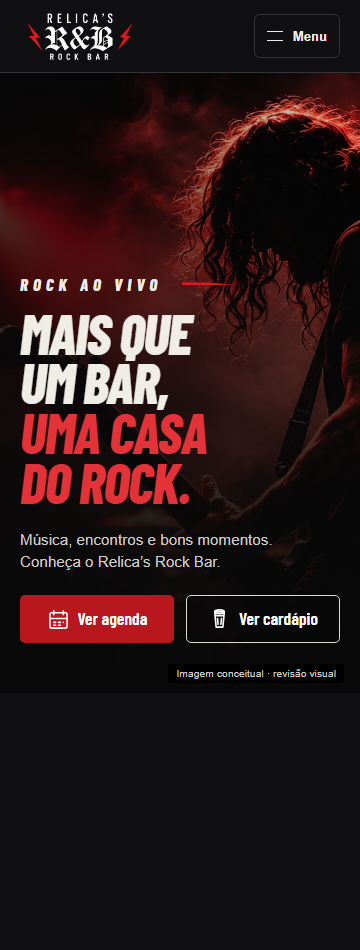 RELICA'S
R&B
ROCK BAR
Menu
ROCK AO VIVO
MAIS QUE
UM BAR,
UMA CASA
DO ROCK.
Música, encontros e bons momentos.
Conheça o Relica's Rock Bar.
Ver agenda
Ver cardápio
Imagem conceitual · revisão visual